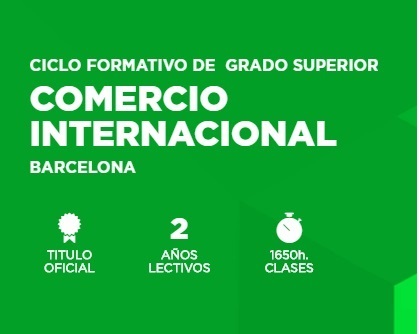 CICLO FORMATIVO DE GRADO SUPERIOR
COMERCIO
INTERNACIONAL
BARCELONA
TITULO
OFICIAL
2
AÑOS
LECTIVOS
1650h.
CLASES